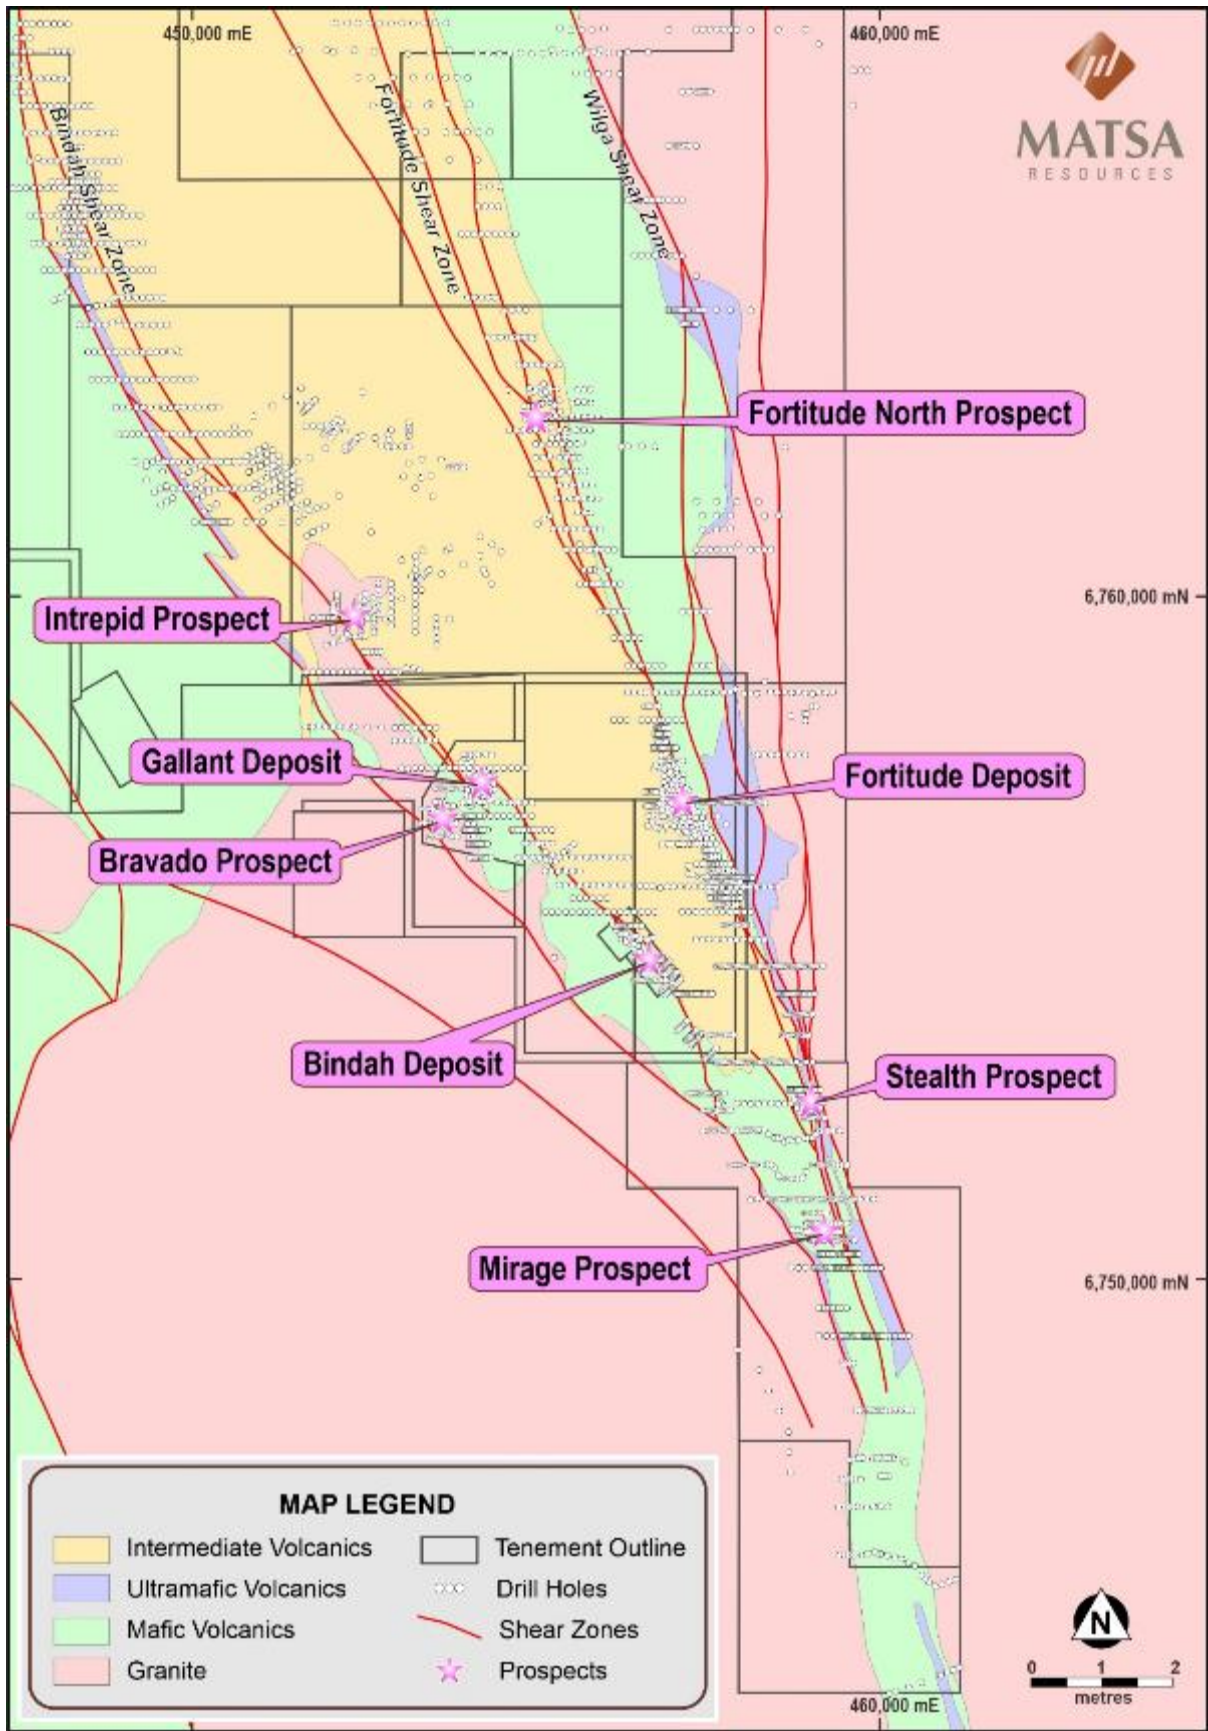 450,000 mE
460,000 mE
MATSA
RESOURCES
Bindah Shear Zone
Fortitude Shear Zone
Wilga Shear Zone
Fortitude North Prospect
6,760,000 mN
Intrepid Prospect
Gallant Deposit
Fortitude Deposit
Bravado Prospect
Bindah Deposit
Stealth Prospect
Mirage Prospect
6,750,000 mN
MAP LEGEND
Intermediate Volcanics
Tenement Outline
Ultramafic Volcanics
Drill Holes
Mafic Volcanics
Shear Zones
Granite
Prospects
N
0 1 2
metres
460,000 mE